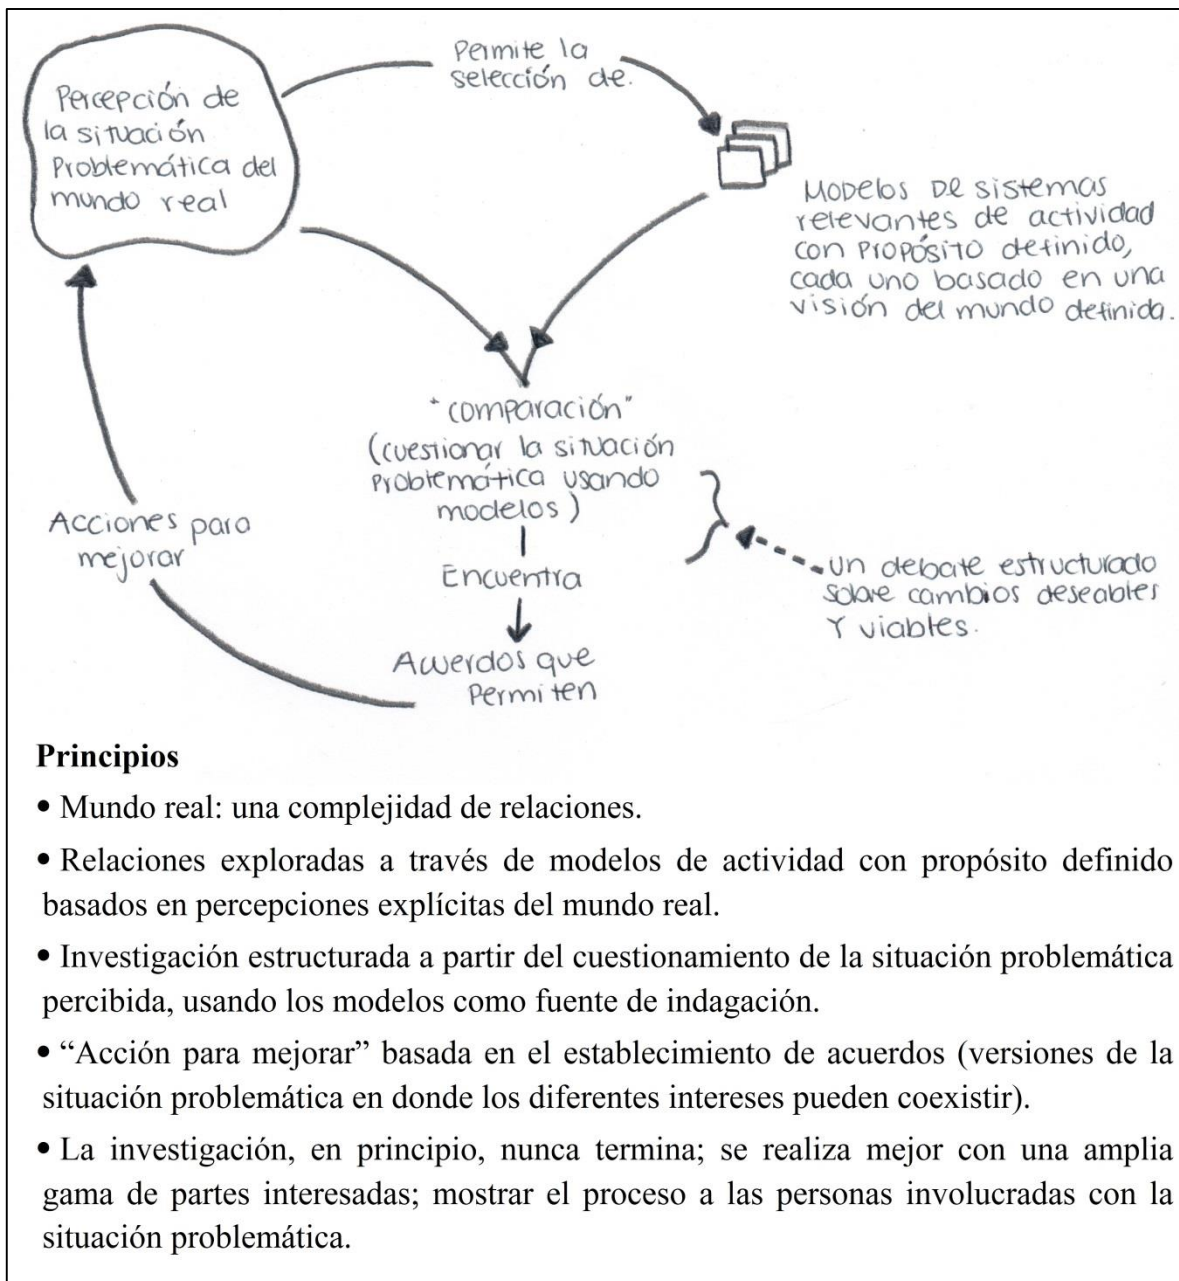 Percepción de
la situación
Problemática del
mundo real
Permite la
selección de.
Modelos de sistemas
relevantes de actividad
con propósito definido,
cada uno basado en una
visión del mundo definida.
"comparación"
(cuestionar la situación
Problemática usando
modelos)
Encuentra
Acuerdos que
Permiten
Acciones para
mejorar
un debate estructurado
sobre cambios deseables
Y viables.
Principios
• Mundo real: una complejidad de relaciones.
• Relaciones exploradas a través de modelos de actividad con propósito definido
basados en percepciones explícitas del mundo real.
• Investigación estructurada a partir del cuestionamiento de la situación problemática
percibida, usando los modelos como fuente de indagación.
• “Acción para mejorar” basada en el establecimiento de acuerdos (versiones de la
situación problemática en donde los diferentes intereses pueden coexistir).
• La investigación, en principio, nunca termina; se realiza mejor con una amplia
gama de partes interesadas; mostrar el proceso a las personas involucradas con la
situación problemática.